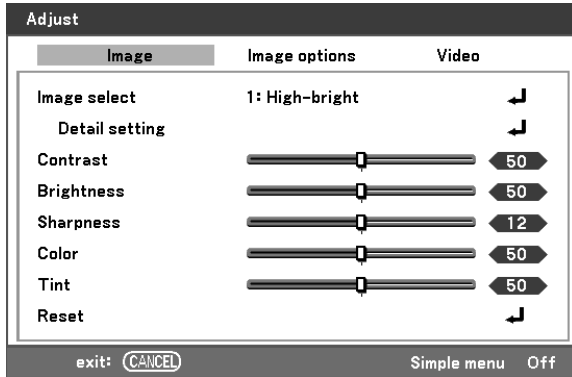 Adjust
Image Image options Video
Image select 1: High-bright
Detail setting
Contrast 50
Brightness 50
Sharpness 12
Color 50
Tint 50
Reset
exit: CANCEL Simple menu Off